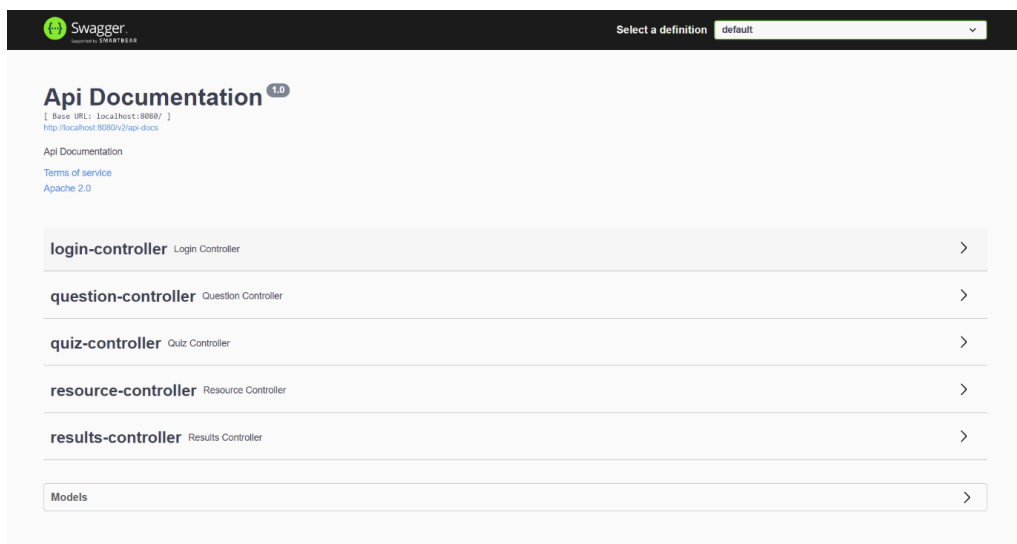 Swagger.
Supported by SMARTBEAR
Select a definition default
Api Documentation 1.0
[ Base URL: localhost:8080/ ]
http://localhost:8080/v2/api-docs
Api Documentation
Terms of service
Apache 2.0
login-controller Login Controller
question-controller Question Controller
quiz-controller Quiz Controller
resource-controller Resource Controller
results-controller Results Controller
Models